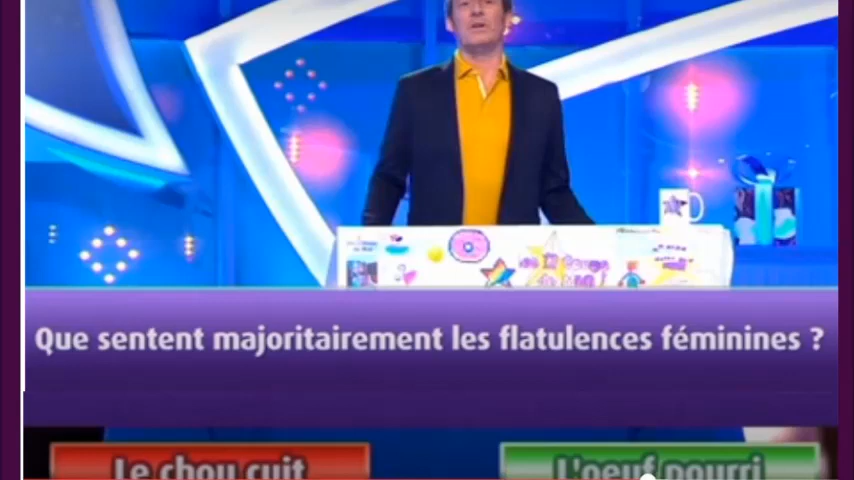 Que sentent majoritairement les flatulences féminines ?
Le chou cuit
L'oeuf pourri